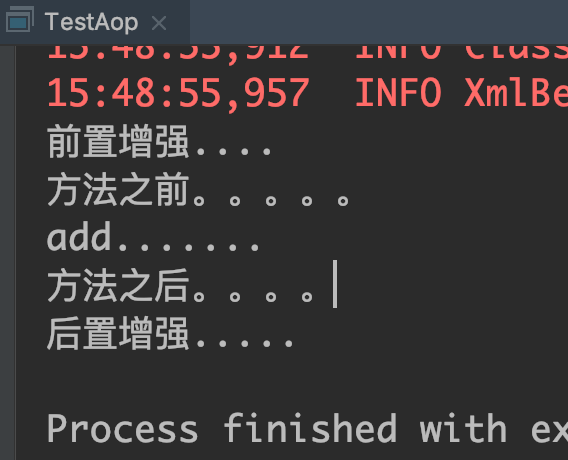 TestAop
15:48:55,912 INFO Class
15:48:55,957 INFO XmlBe
前置增强....
方法之前。。。。。
add.......
方法之后。。。。
后置增强.....
Process finished with ex